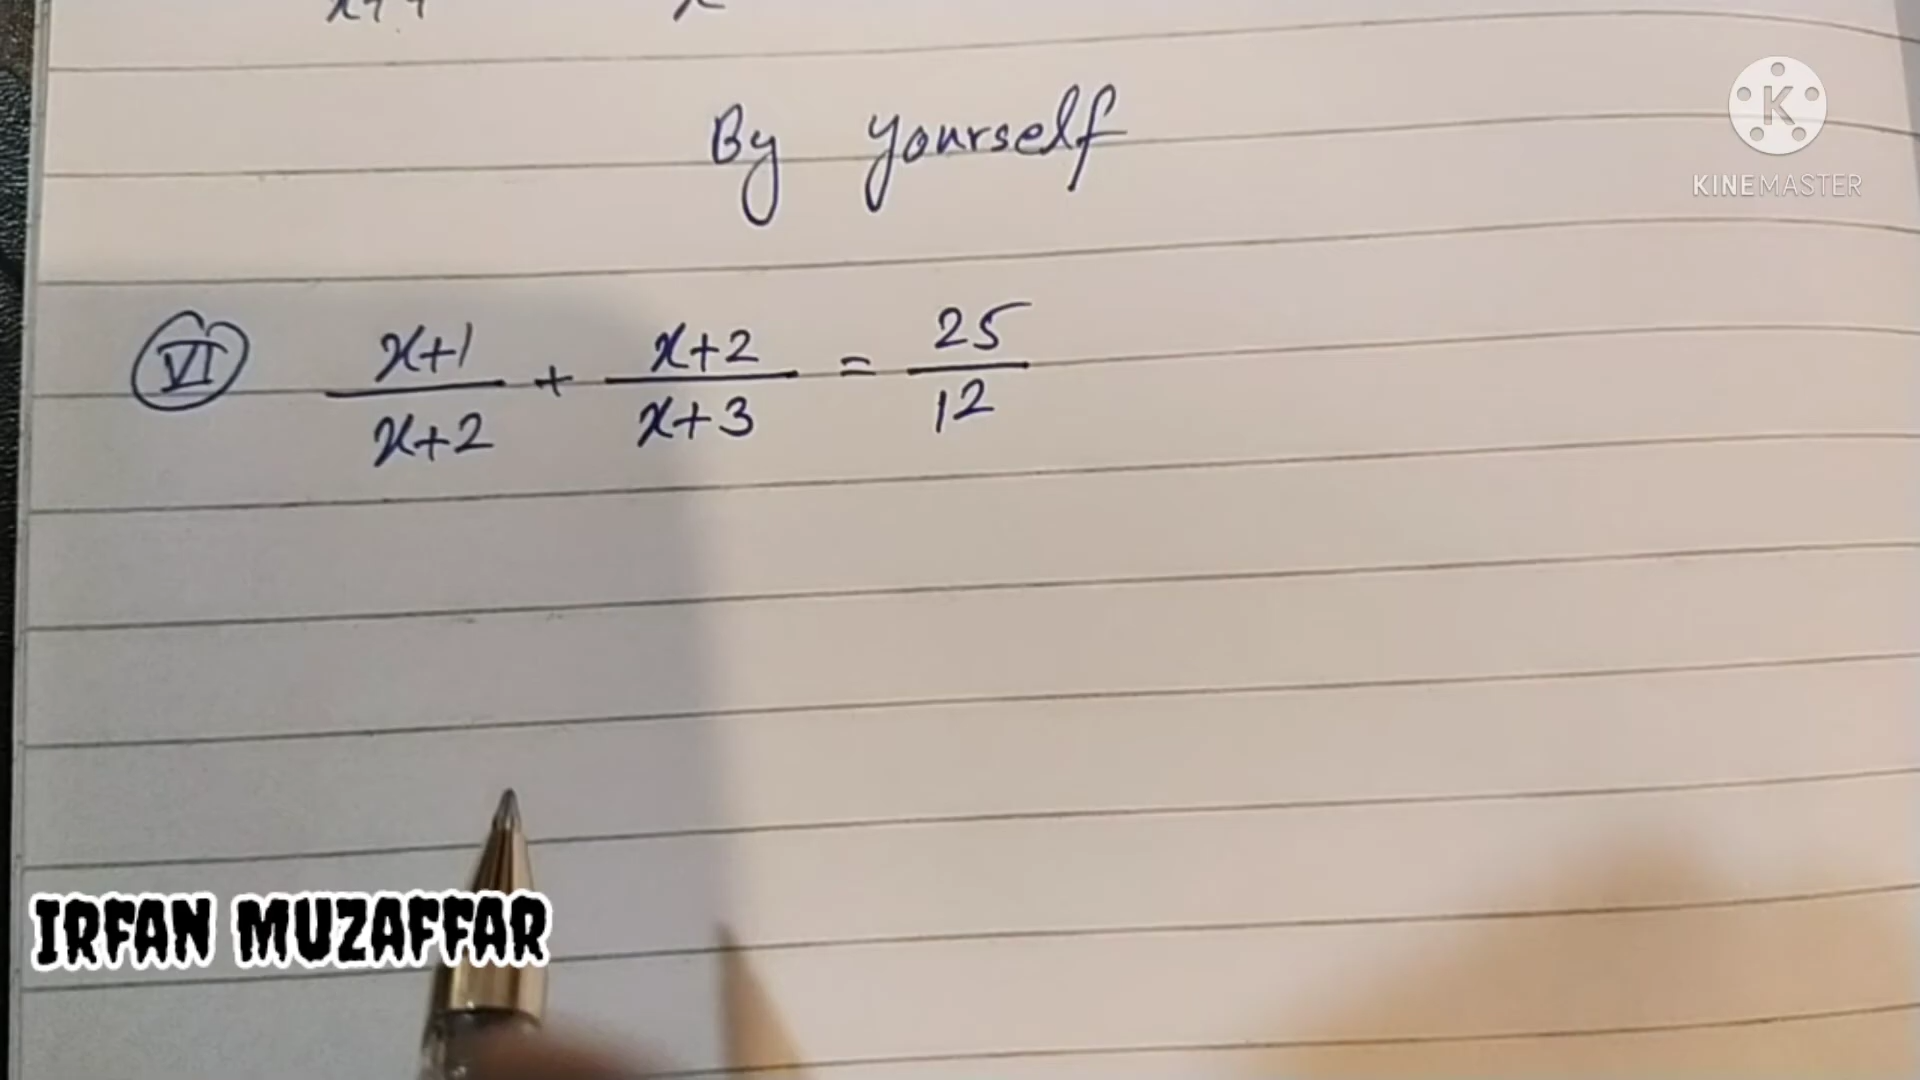 By yourself
KINEMASTER
VI x+1/x+2 + x+2/x+3 = 25/12
IRFAN MUZAFFAR